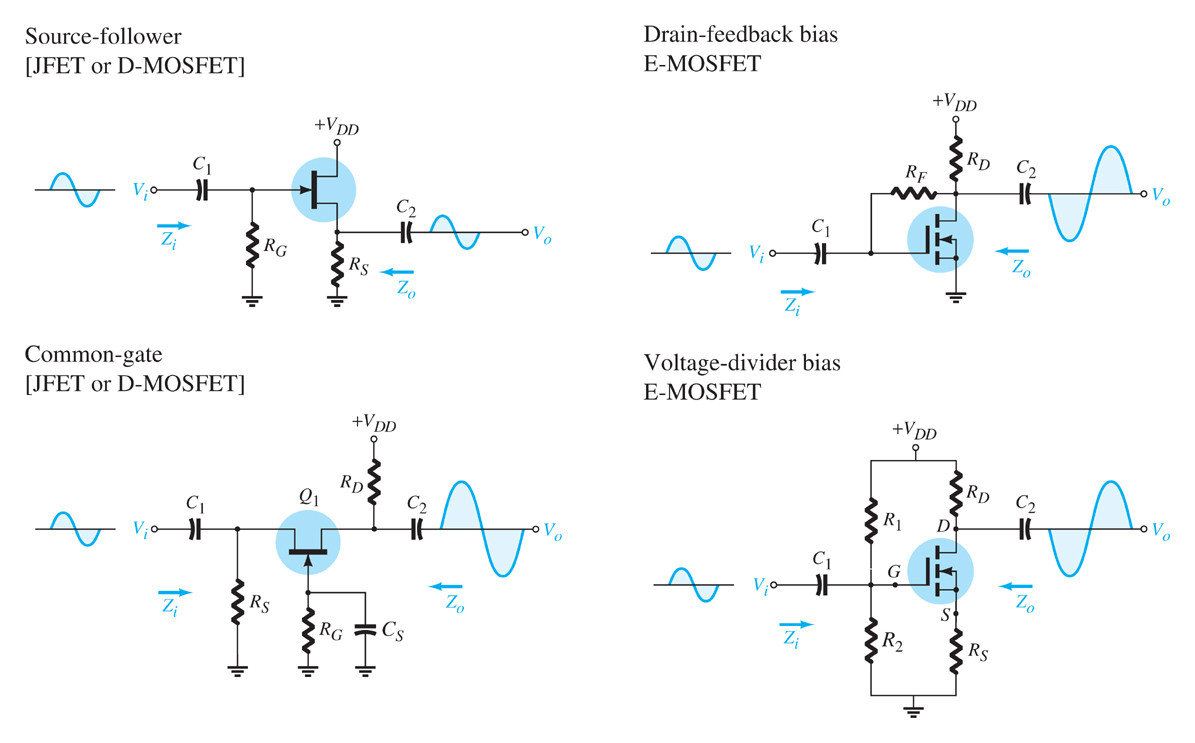 Source-follower
[JFET or D-MOSFET]
+VDD
C1
Vi
Zi
RG
C2
Vo
RS
Zo
Drain-feedback bias
E-MOSFET
+VDD
RD
RF
C2
Vo
C1
Vi
Zo
Zi
Common-gate
[JFET or D-MOSFET]
+VDD
RD
C1
Q1
C2
Vi
Vo
Zi
RS
Zo
RG
CS
Voltage-divider bias
E-MOSFET
+VDD
RD
C2
R1
D
Vo
C1
G
Vi
Zo
S
Zi
R2
RS